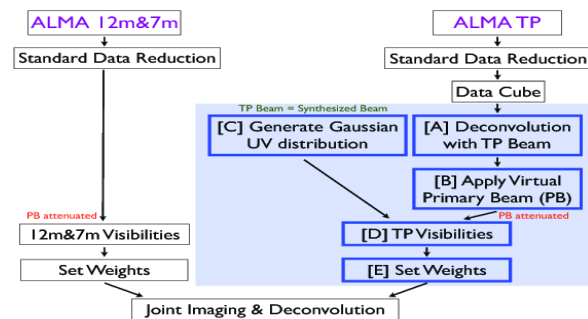 ALMA 12m&7m
Standard Data Reduction
ALMA TP
Standard Data Reduction
Data Cube
TP Beam = Synthesized Beam
[C] Generate Gaussian
UV distribution
[A] Deconvolution
with TP Beam
[B] Apply Virtual
Primary Beam (PB)
PB attenuated
PB attenuated
12m&7m Visibilities
[D] TP Visibilities
Set Weights
[E] Set Weights
Joint Imaging & Deconvolution